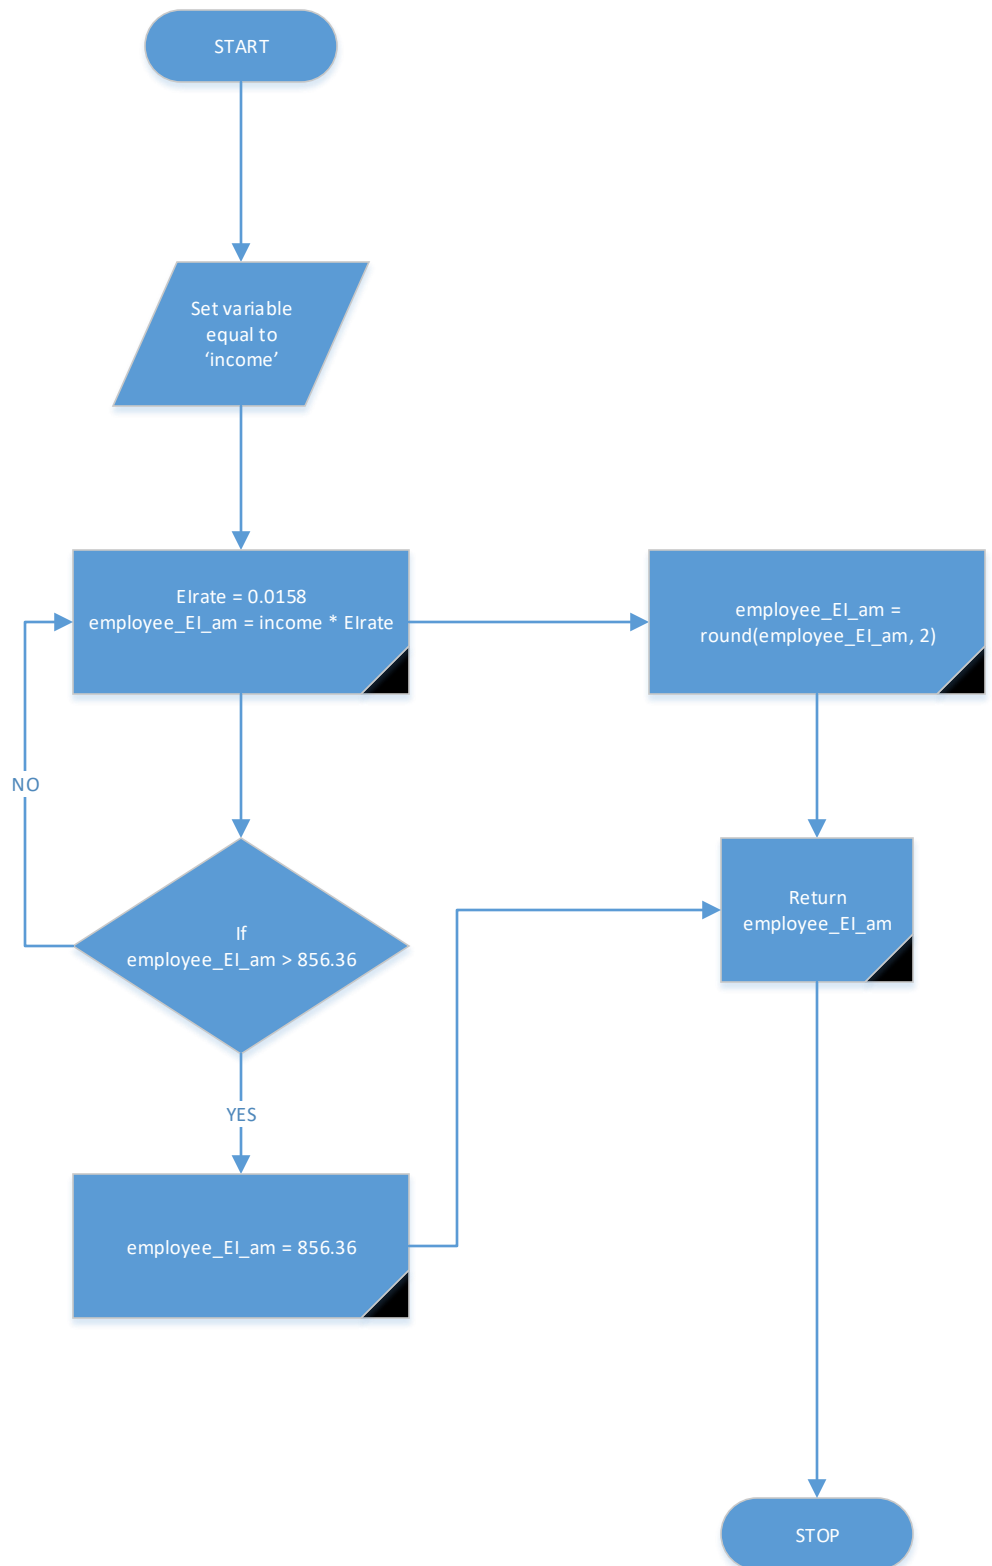 START
Set variable
equal to
‘income’
EIrate = 0.0158
employee_EI_am = income * EIrate
employee_EI_am =
round(employee_EI_am, 2)
NO
If
employee_EI_am > 856.36
Return
employee_EI_am
YES
employee_EI_am = 856.36
STOP